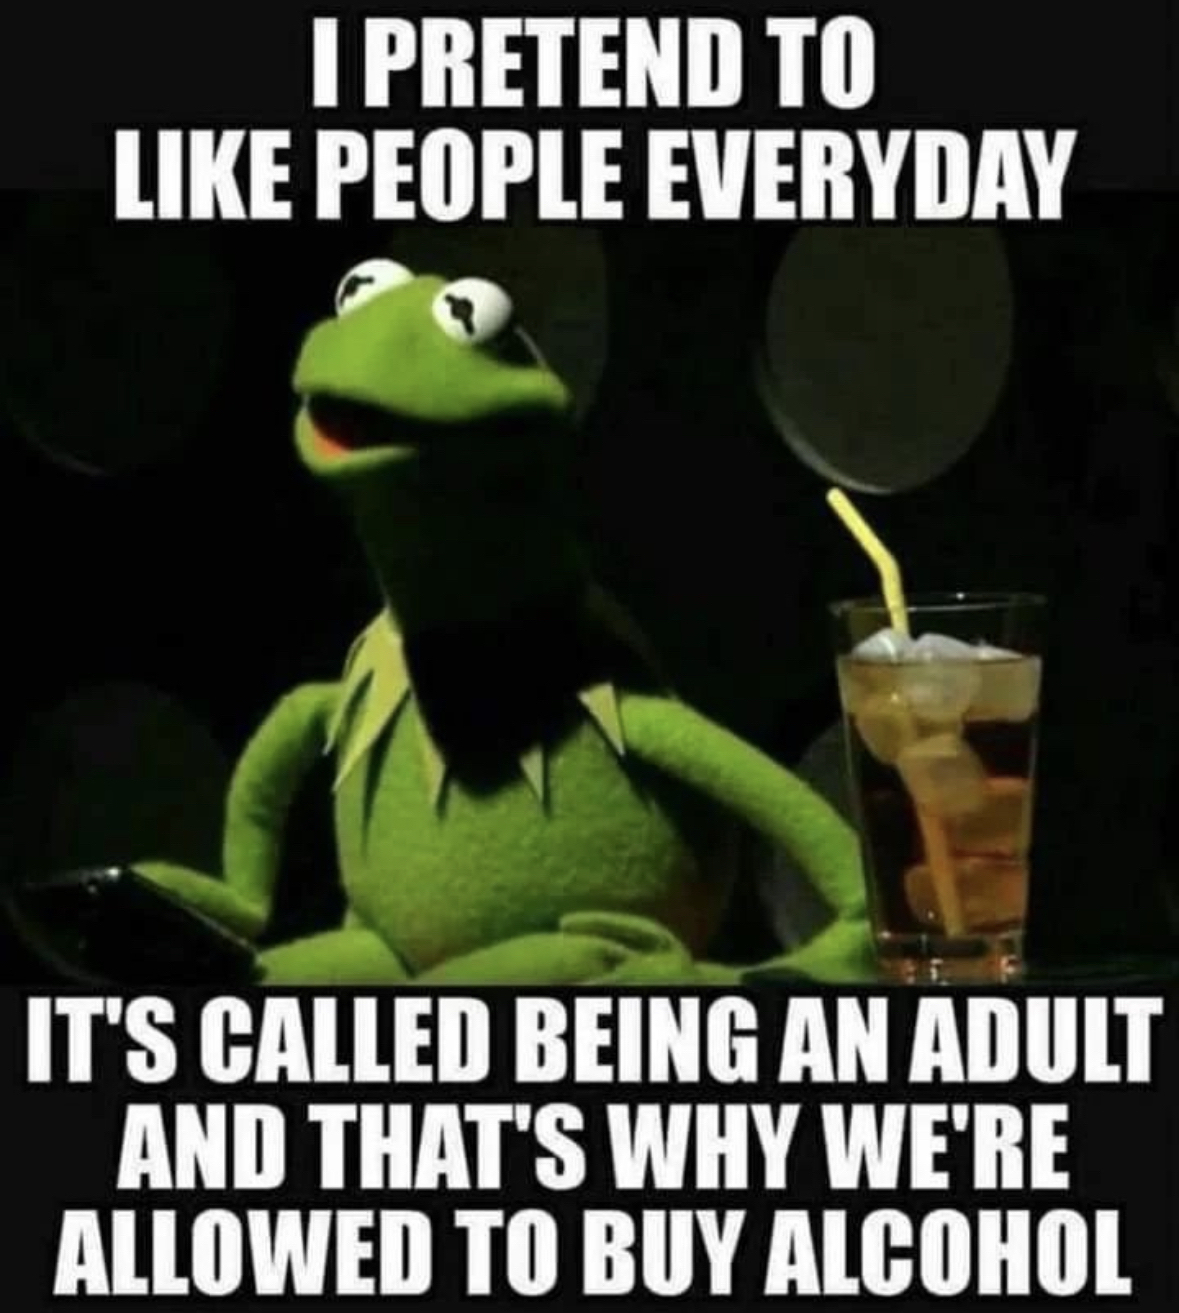 I PRETEND TO
LIKE PEOPLE EVERYDAY
IT'S CALLED BEING AN ADULT
AND THAT'S WHY WE'RE
ALLOWED TO BUY ALCOHOL